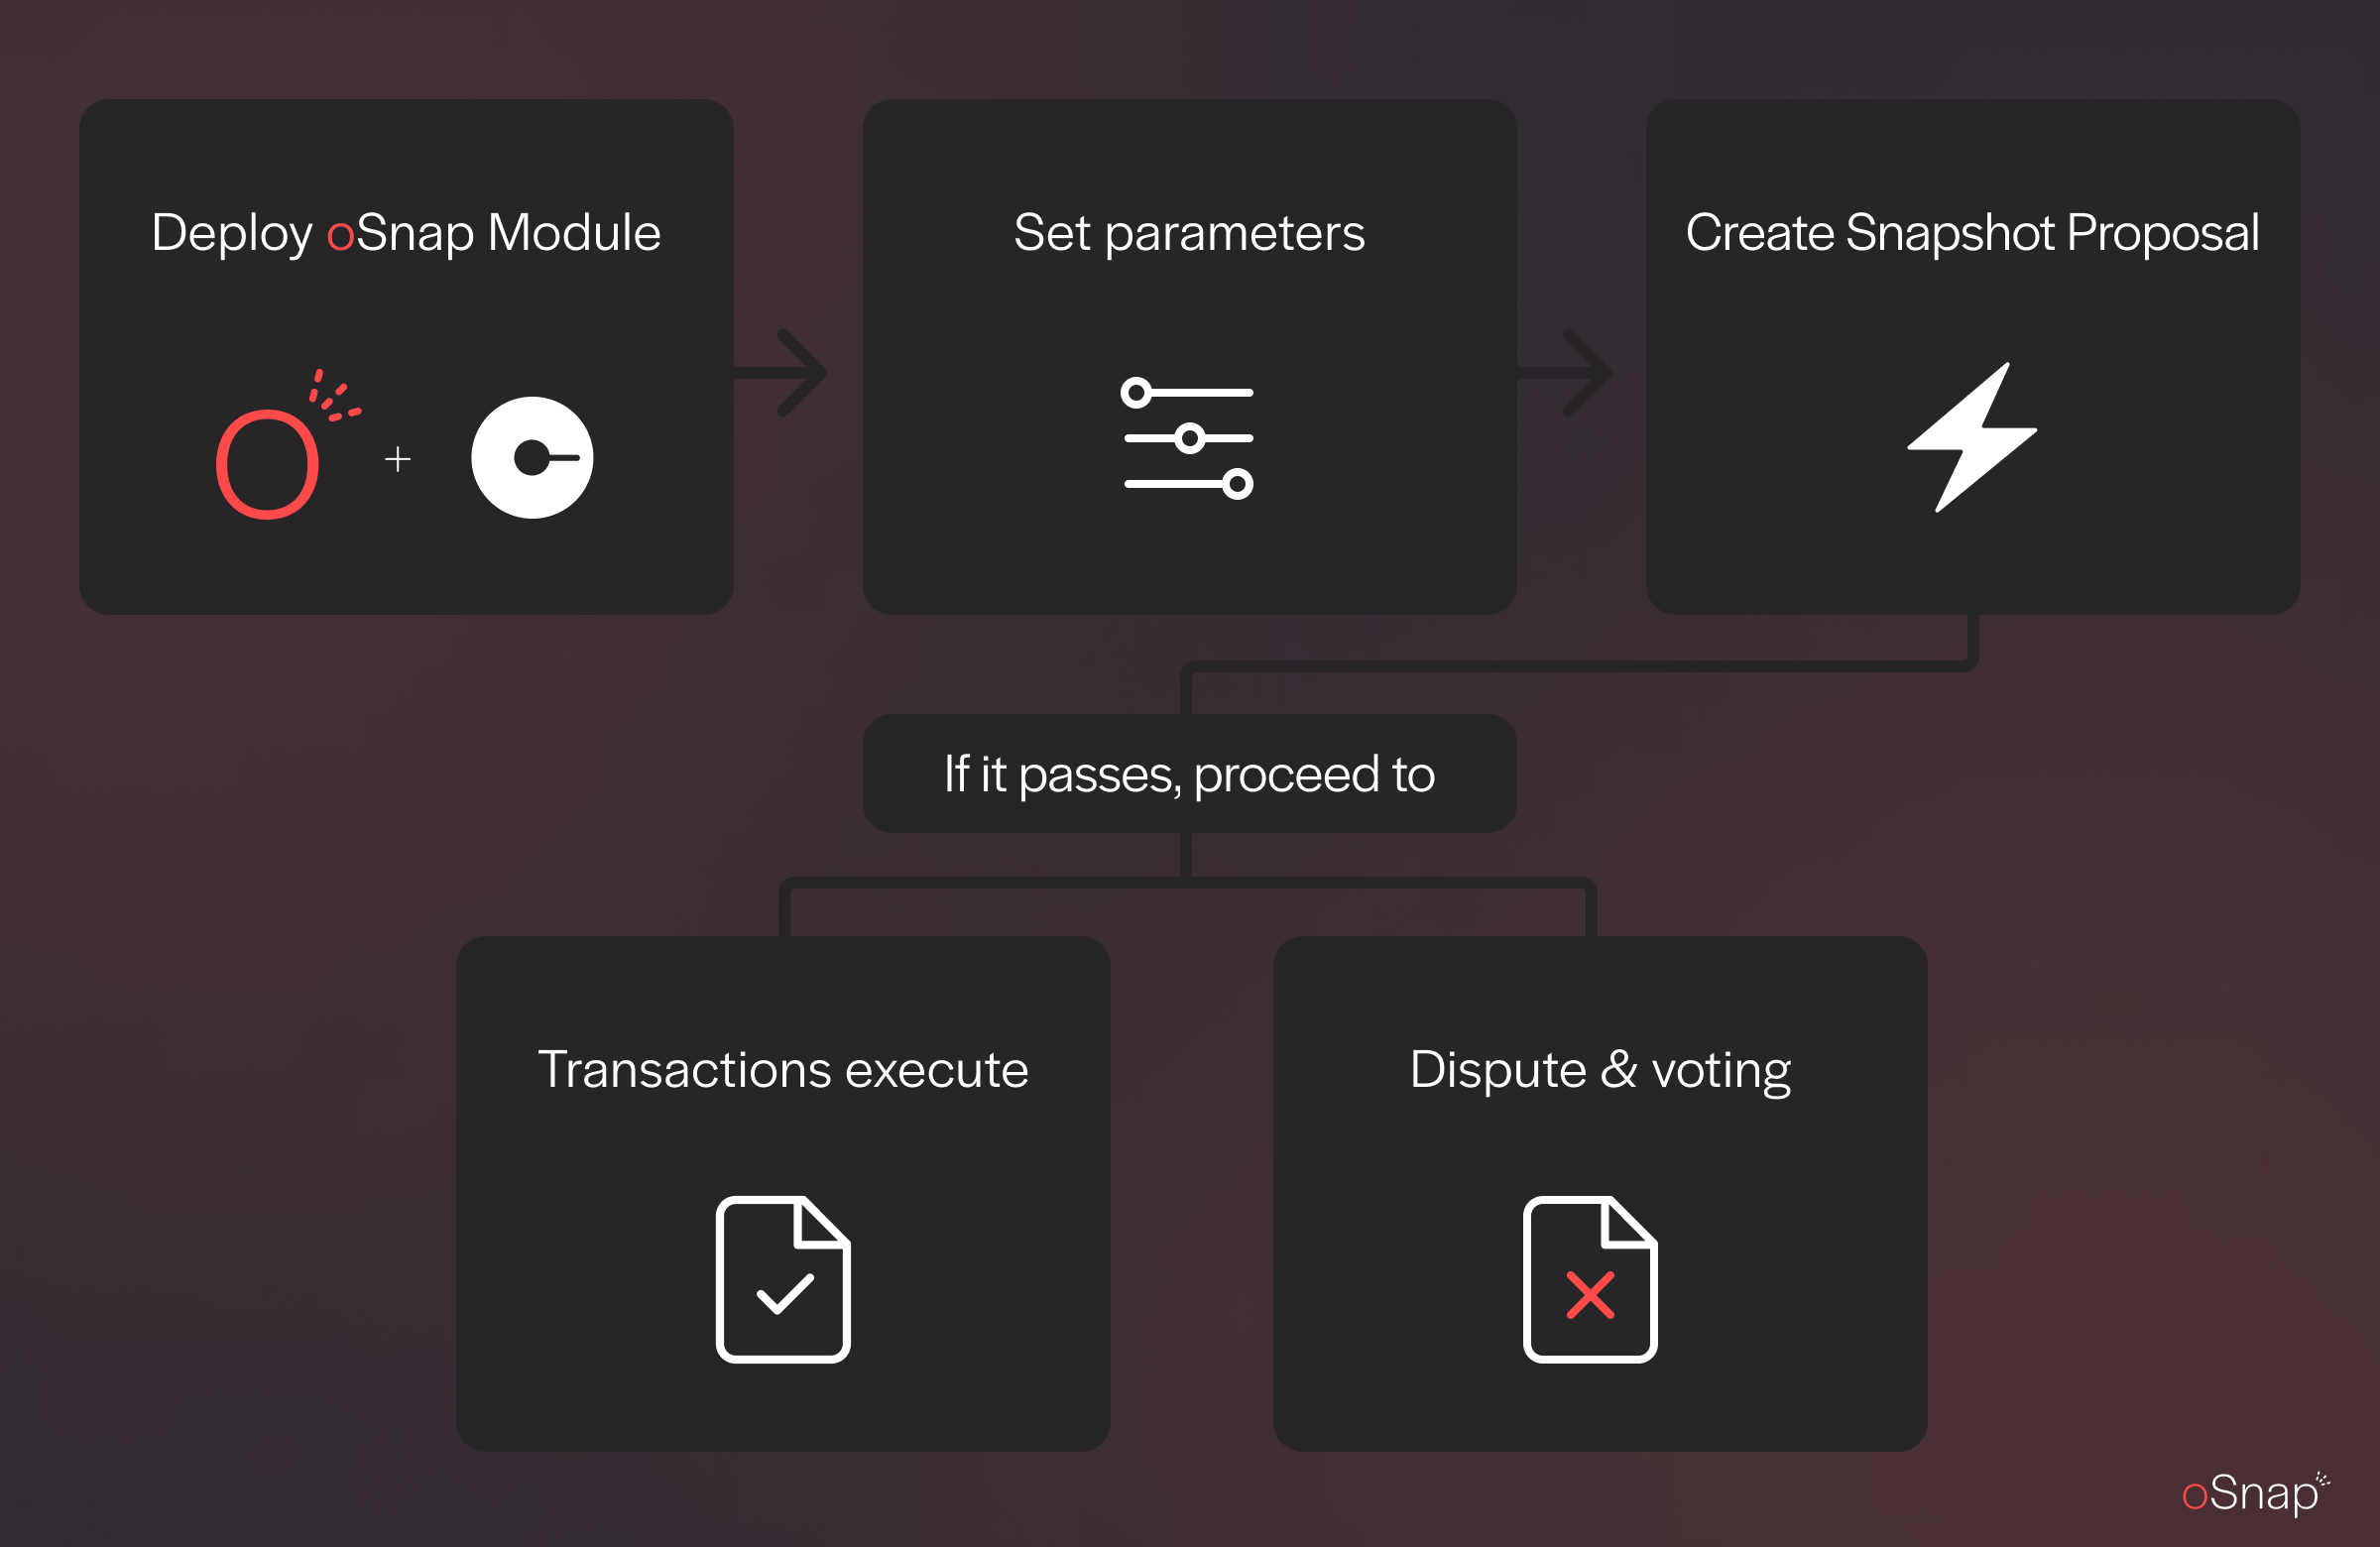 Deploy oSnap Module
Set parameters
Create Snapshot Proposal
If it passes, proceed to
Transactions execute
Dispute & voting
oSnap